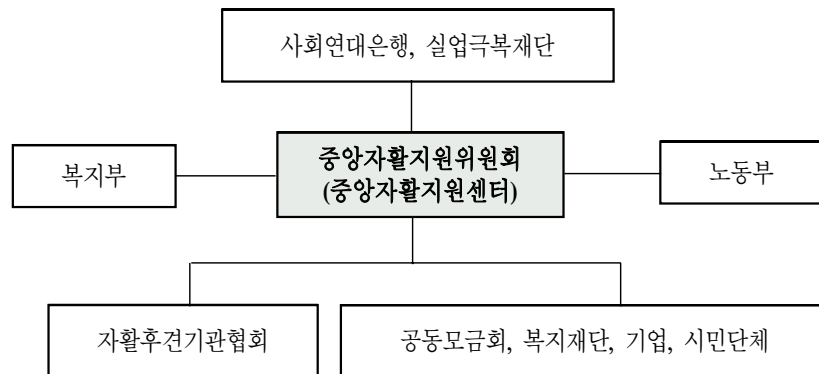 사회연대은행, 실업극복재단
복지부
중앙자활지원위원회
(중앙자활지원센터)
노동부
자활후견기관협회
공동모금회, 복지재단, 기업, 시민단체